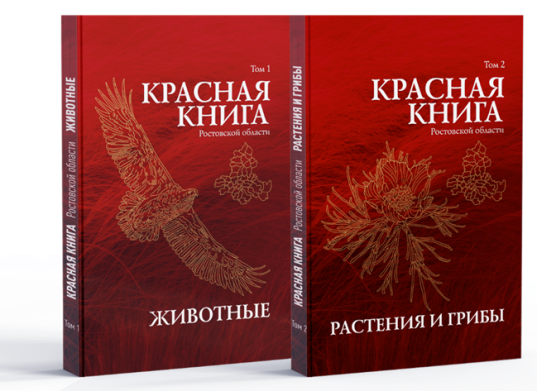 Том 1
КРАСНАЯ
КНИГА
Ростовской области
ЖИВОТНЫЕ
Том 1 КРАСНАЯ КНИГА Ростовской области ЖИВОТНЫЕ
Том 2
КРАСНАЯ
КНИГА
Ростовской области
РАСТЕНИЯ И ГРИБЫ
Том 2 КРАСНАЯ КНИГА Ростовской области РАСТЕНИЯ И ГРИБЫ